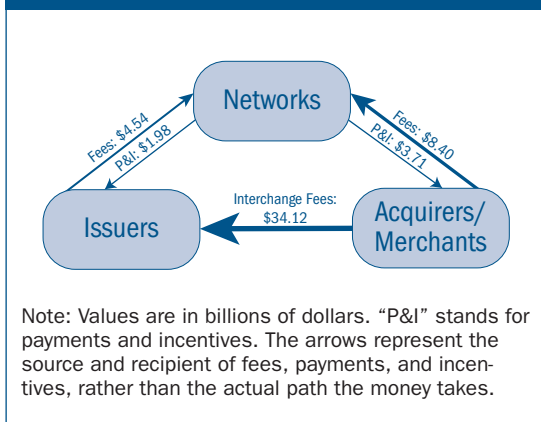 Networks
Fees: $4.54
P&I: $1.98
Fees: $8.40
P&I: $3.71
Interchange Fees:
$34.12
Issuers
Acquirers/
Merchants
Note: Values are in billions of dollars. “P&I” stands for
payments and incentives. The arrows represent the
source and recipient of fees, payments, and incen-
tives, rather than the actual path the money takes.